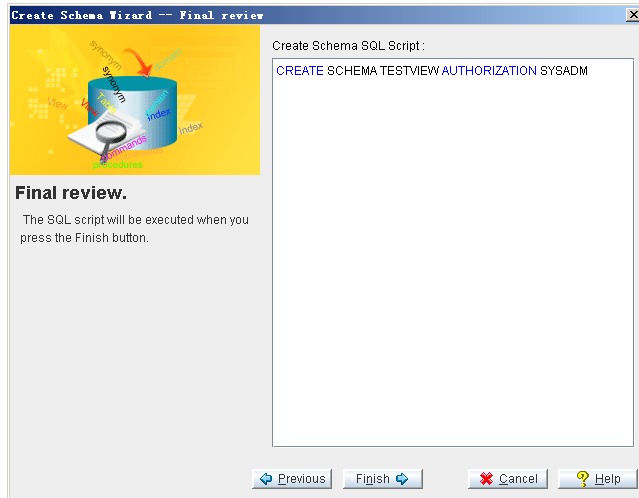 Create Schema Wizard -- Final review
synonym
domain
synonym
View
View
Table
Domain
Index
Index
commands
procedures
Final review.
The SQL script will be executed when you
press the Finish button.
Create Schema SQL Script :
CREATE SCHEMA TESTVIEW AUTHORIZATION SYSADM
Previous
Finish
Cancel
Help